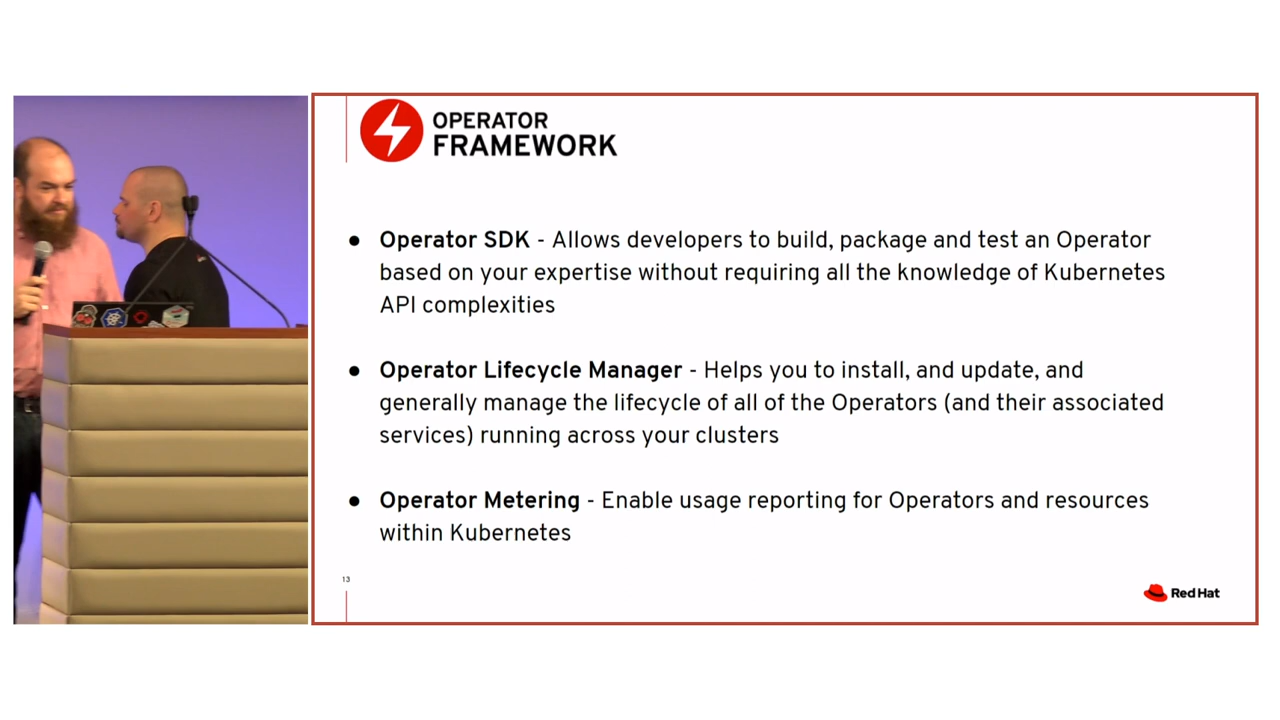 OPERATOR
FRAMEWORK
● Operator SDK - Allows developers to build, package and test an Operator
based on your expertise without requiring all the knowledge of Kubernetes
API complexities
● Operator Lifecycle Manager - Helps you to install, and update, and
generally manage the lifecycle of all of the Operators (and their associated
services) running across your clusters
● Operator Metering - Enable usage reporting for Operators and resources
within Kubernetes
13
Red Hat